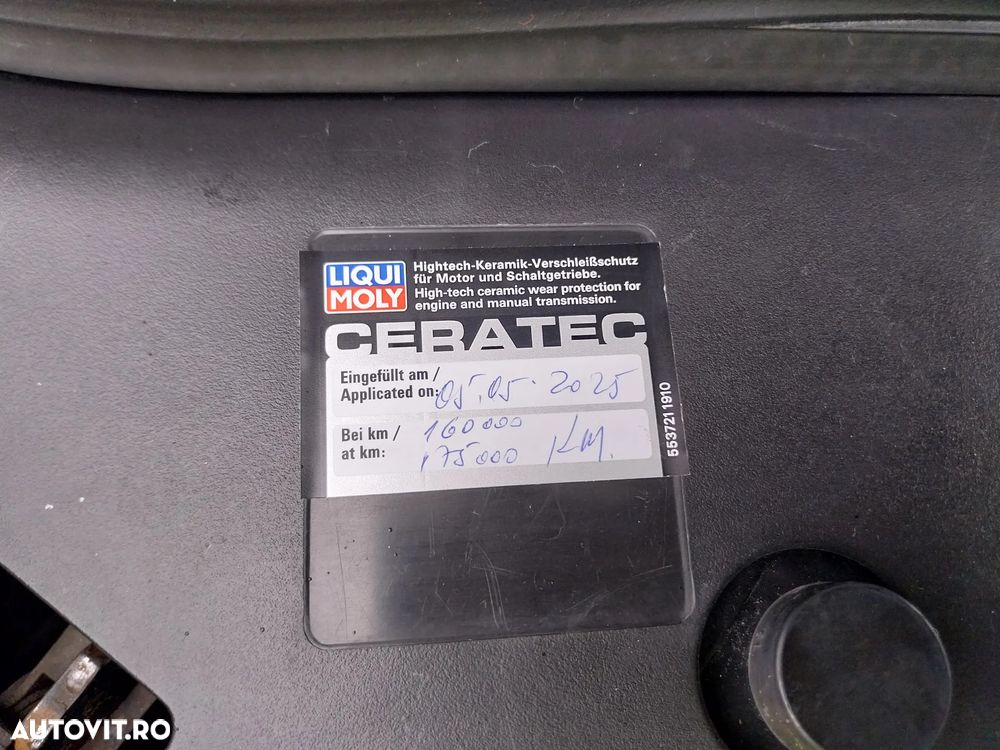 LIQUI
MOLY
Hightech-Keramik-Verschleißschutz
für Motor und Schaltgetriebe.
High-tech ceramic wear protection for
engine and manual transmission.
CERATEC
Eingefüllt am /
Applicated on: 05.05.2025
Bei km / 160000
at km: 175000 KM.
5537211910
AUTOVIT.RO